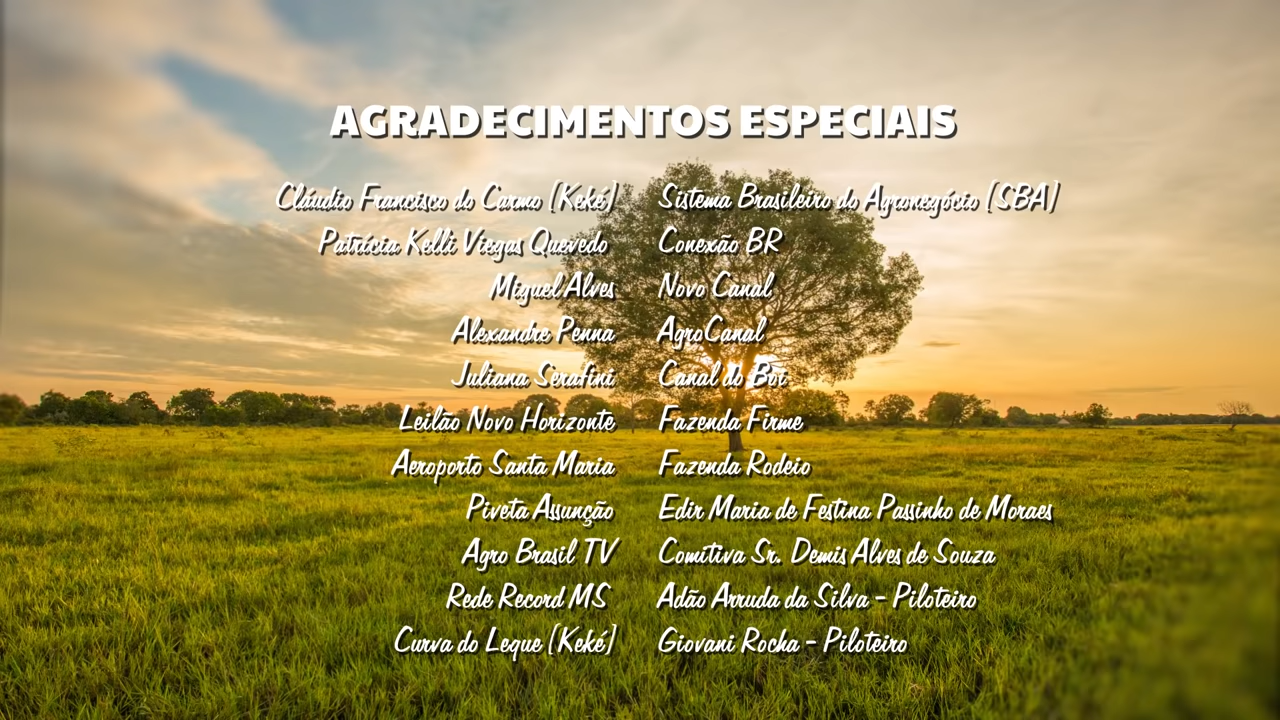 AGRADECIMENTOS ESPECIAIS
Cláudio Francisco do Carmo (Keké)
Patrícia Kelli Viegas Quevedo
Miguel Alves
Alexandre Penna
Juliana Serafini
Leilão Novo Horizonte
Aeroporto Santa Maria
Piveta Assunção
Agro Brasil TV
Rede Record MS
Curva do Leque (Keké)
Sistema Brasileiro do Agronegócio (SBA)
Conexão BR
Novo Canal
AgroCanal
Canal do Boi
Fazenda Firme
Fazenda Rodeio
Edir Maria de Festina Passinho de Moraes
Comitiva Sr. Demis Alves de Souza
Adão Arruda da Silva - Piloteiro
Giovani Rocha - Piloteiro